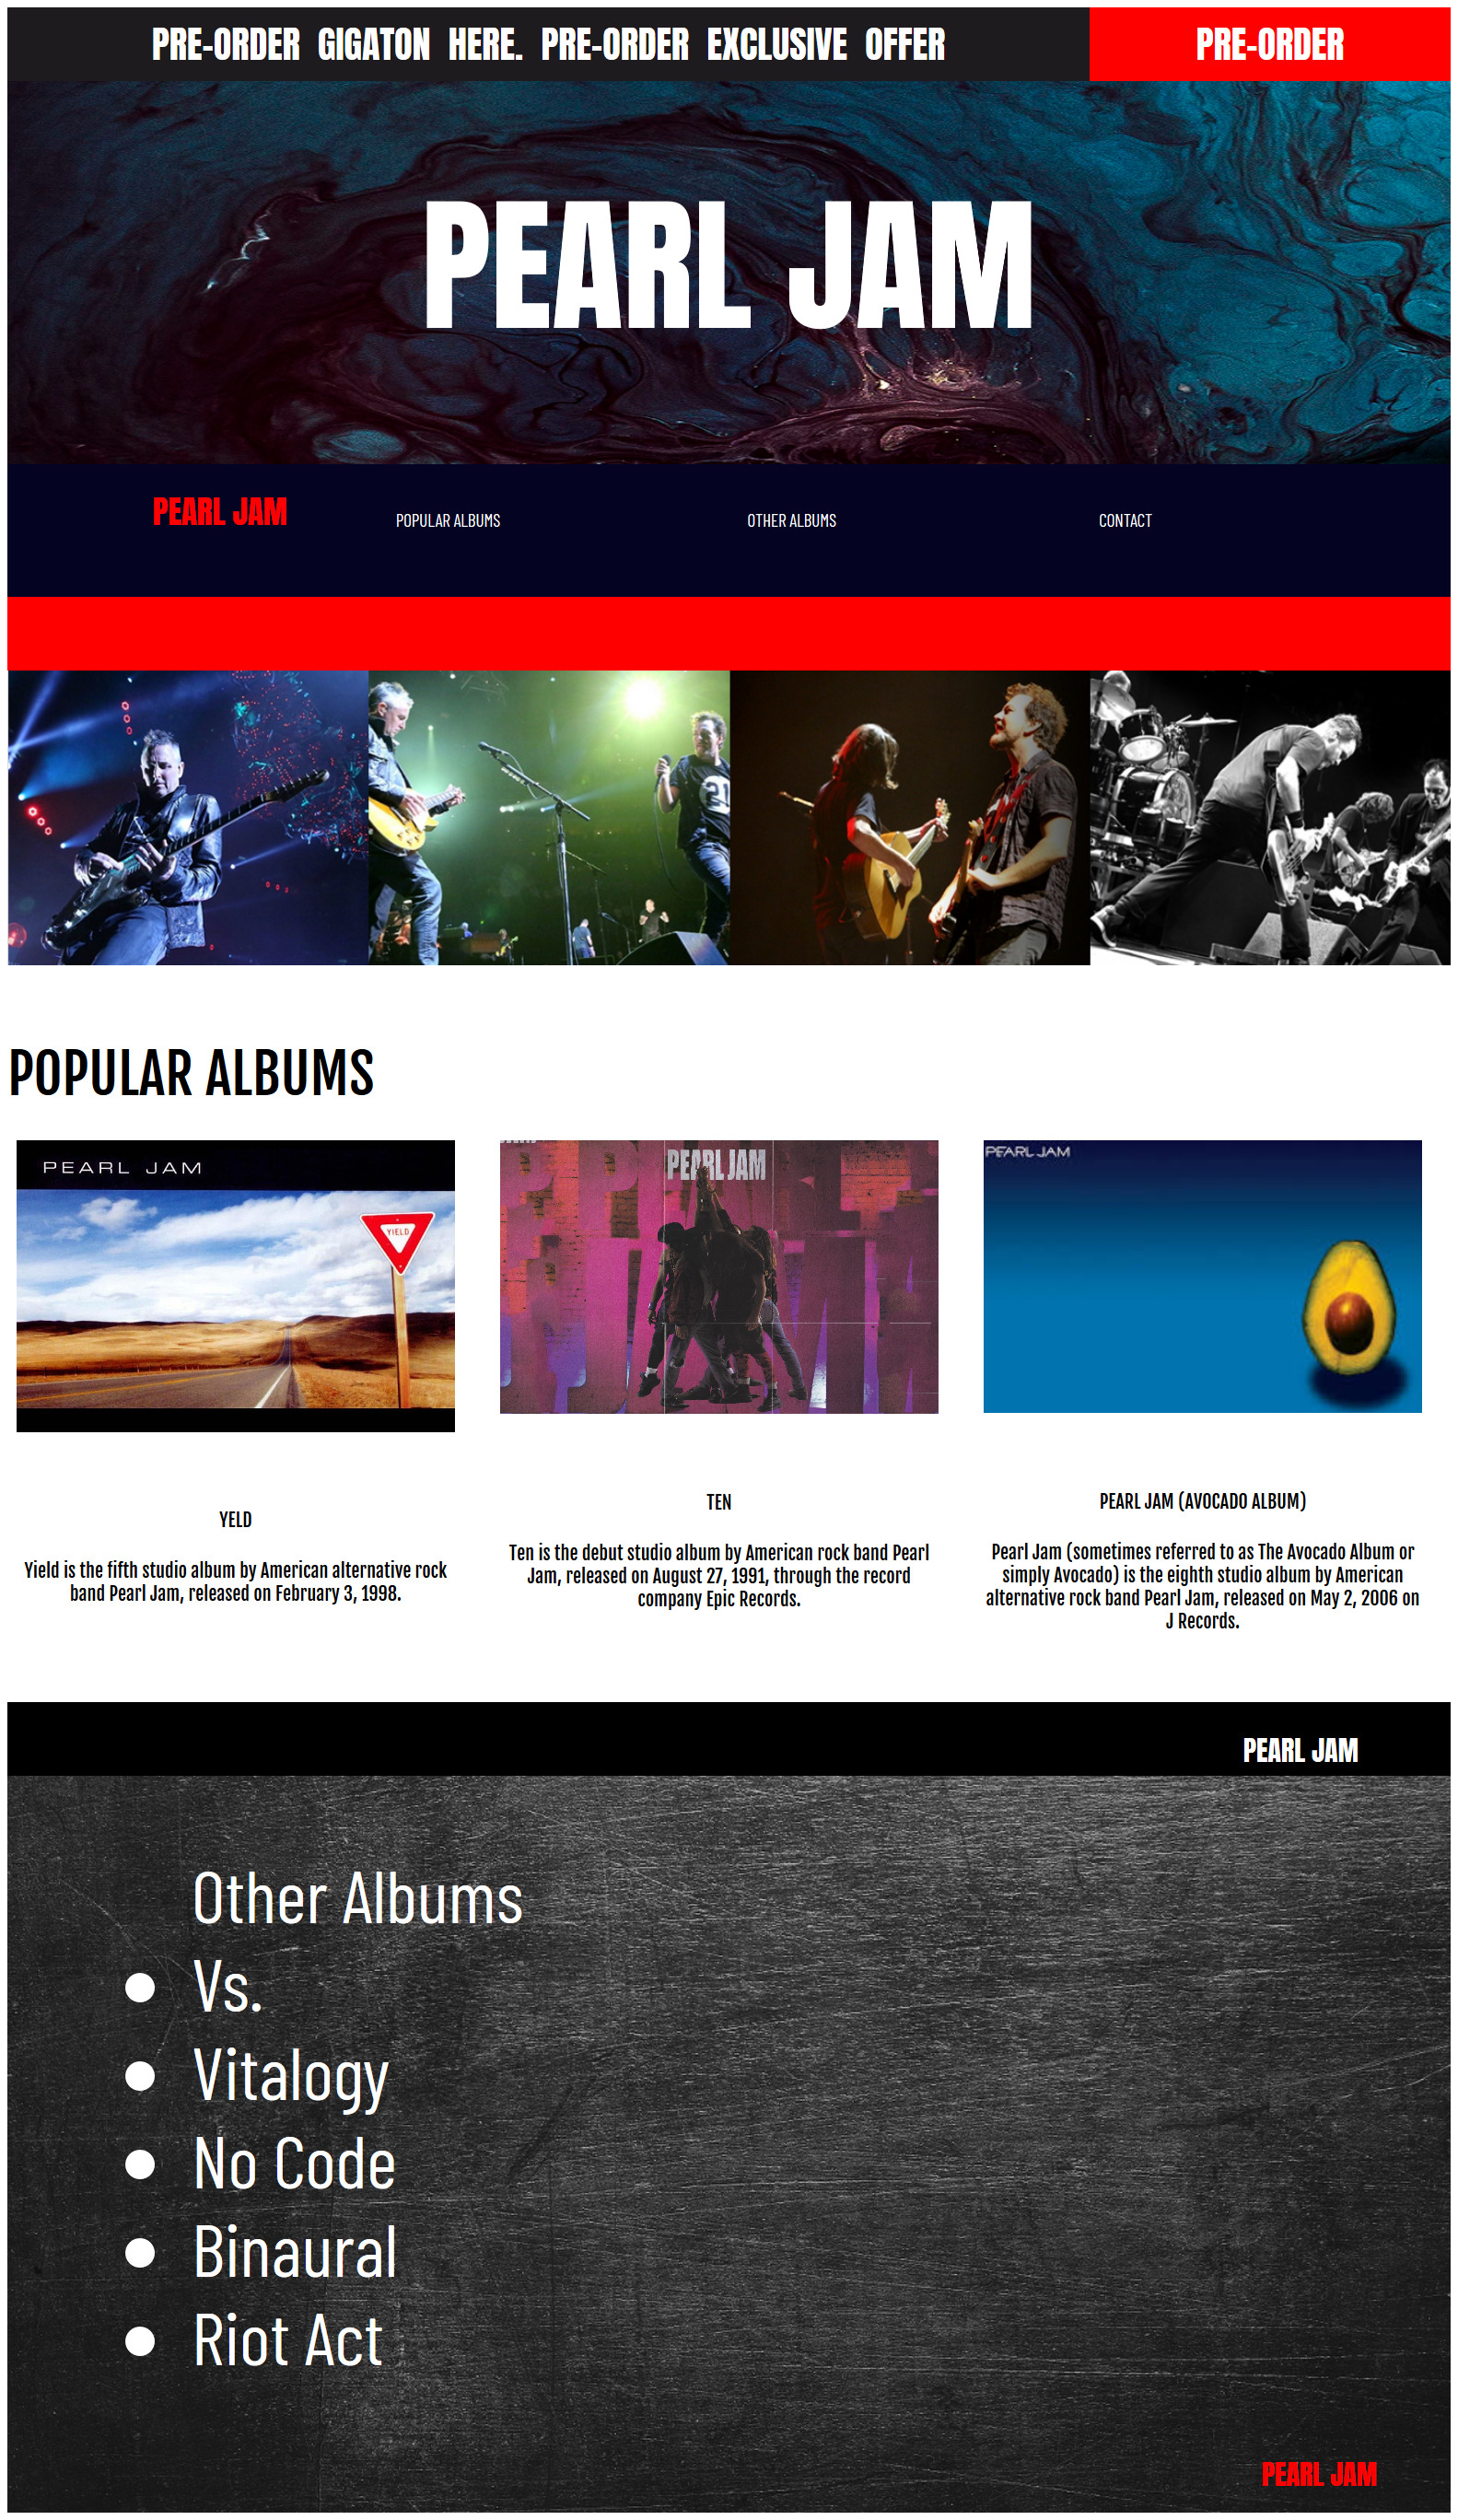 PRE-ORDER GIGATON HERE. PRE-ORDER EXCLUSIVE OFFER
PRE-ORDER
PEARL JAM
PEARL JAM
POPULAR ALBUMS
OTHER ALBUMS
CONTACT
21
POPULAR ALBUMS
PEARL JAM
YIELD
PEARL JAM
PEARL JAM
YELD
Yield is the fifth studio album by American alternative rock
band Pearl Jam, released on February 3, 1998.
TEN
Ten is the debut studio album by American rock band Pearl
Jam, released on August 27, 1991, through the record
company Epic Records.
PEARL JAM (AVOCADO ALBUM)
Pearl Jam (sometimes referred to as The Avocado Album or
simply Avocado) is the eighth studio album by American
alternative rock band Pearl Jam, released on May 2, 2006 on
J Records.
PEARL JAM
Other Albums
Vs.
Vitalogy
No Code
Binaural
Riot Act
PEARL JAM